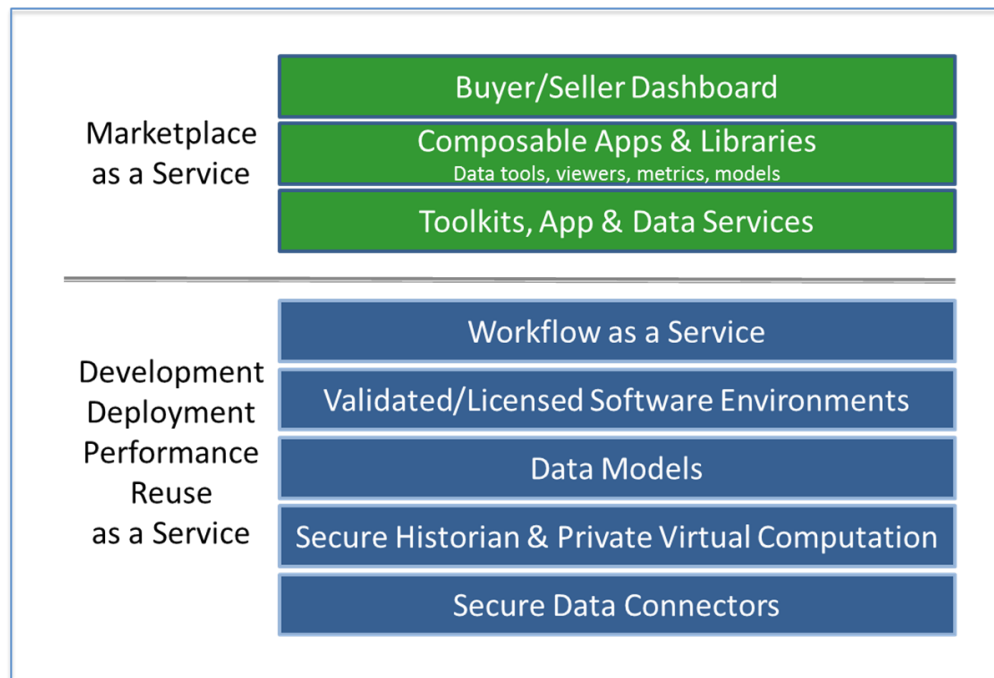 Marketplace
as a Service
Buyer/Seller Dashboard
Composable Apps & Libraries
Data tools, viewers, metrics, models
Toolkits, App & Data Services
Development
Deployment
Performance
Reuse
as a Service
Workflow as a Service
Validated/Licensed Software Environments
Data Models
Secure Historian & Private Virtual Computation
Secure Data Connectors